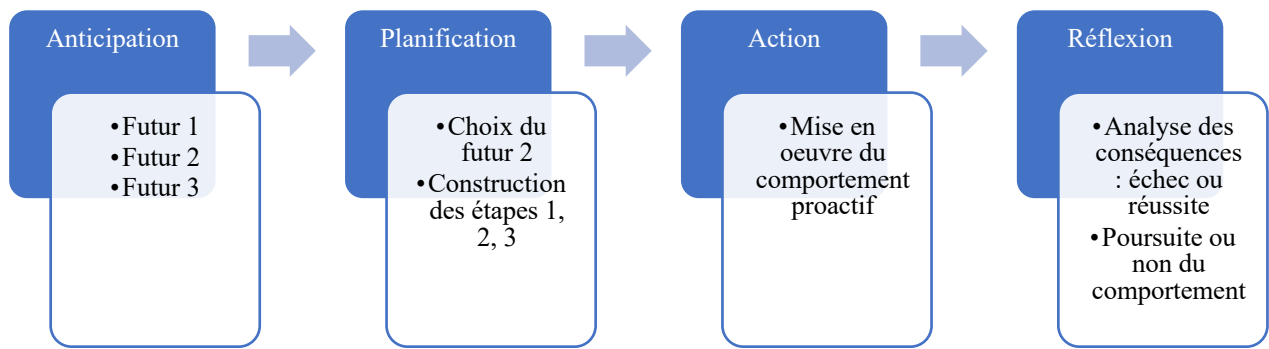 Anticipation
•Futur 1
•Futur 2
•Futur 3
Planification
•Choix du
futur 2
•Construction
des étapes 1,
2, 3
Action
•Mise en
oeuvre du
comportement
proactif
Réflexion
•Analyse des
conséquences
: échec ou
réussite
•Poursuite ou
non du
comportement